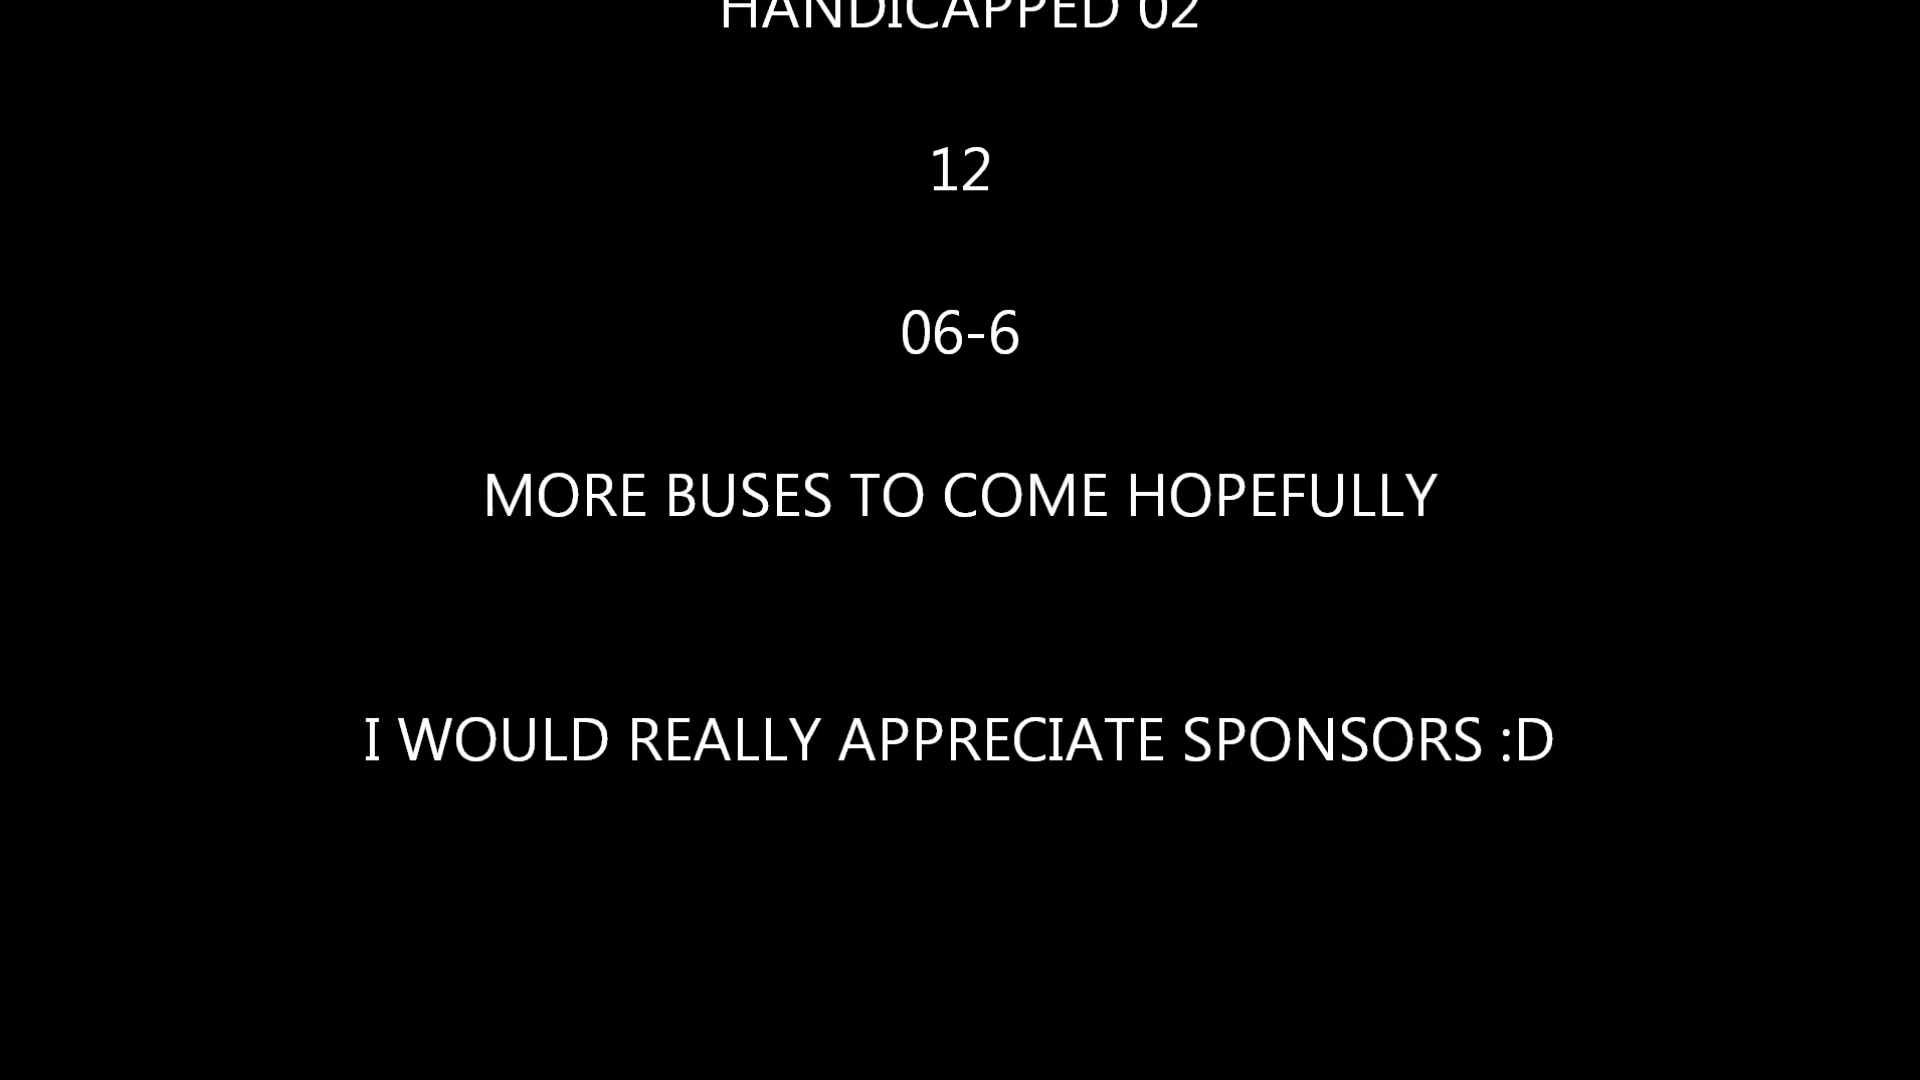 HANDICAPPED 02
12
06-6
MORE BUSES TO COME HOPEFULLY
I WOULD REALLY APPRECIATE SPONSORS :D